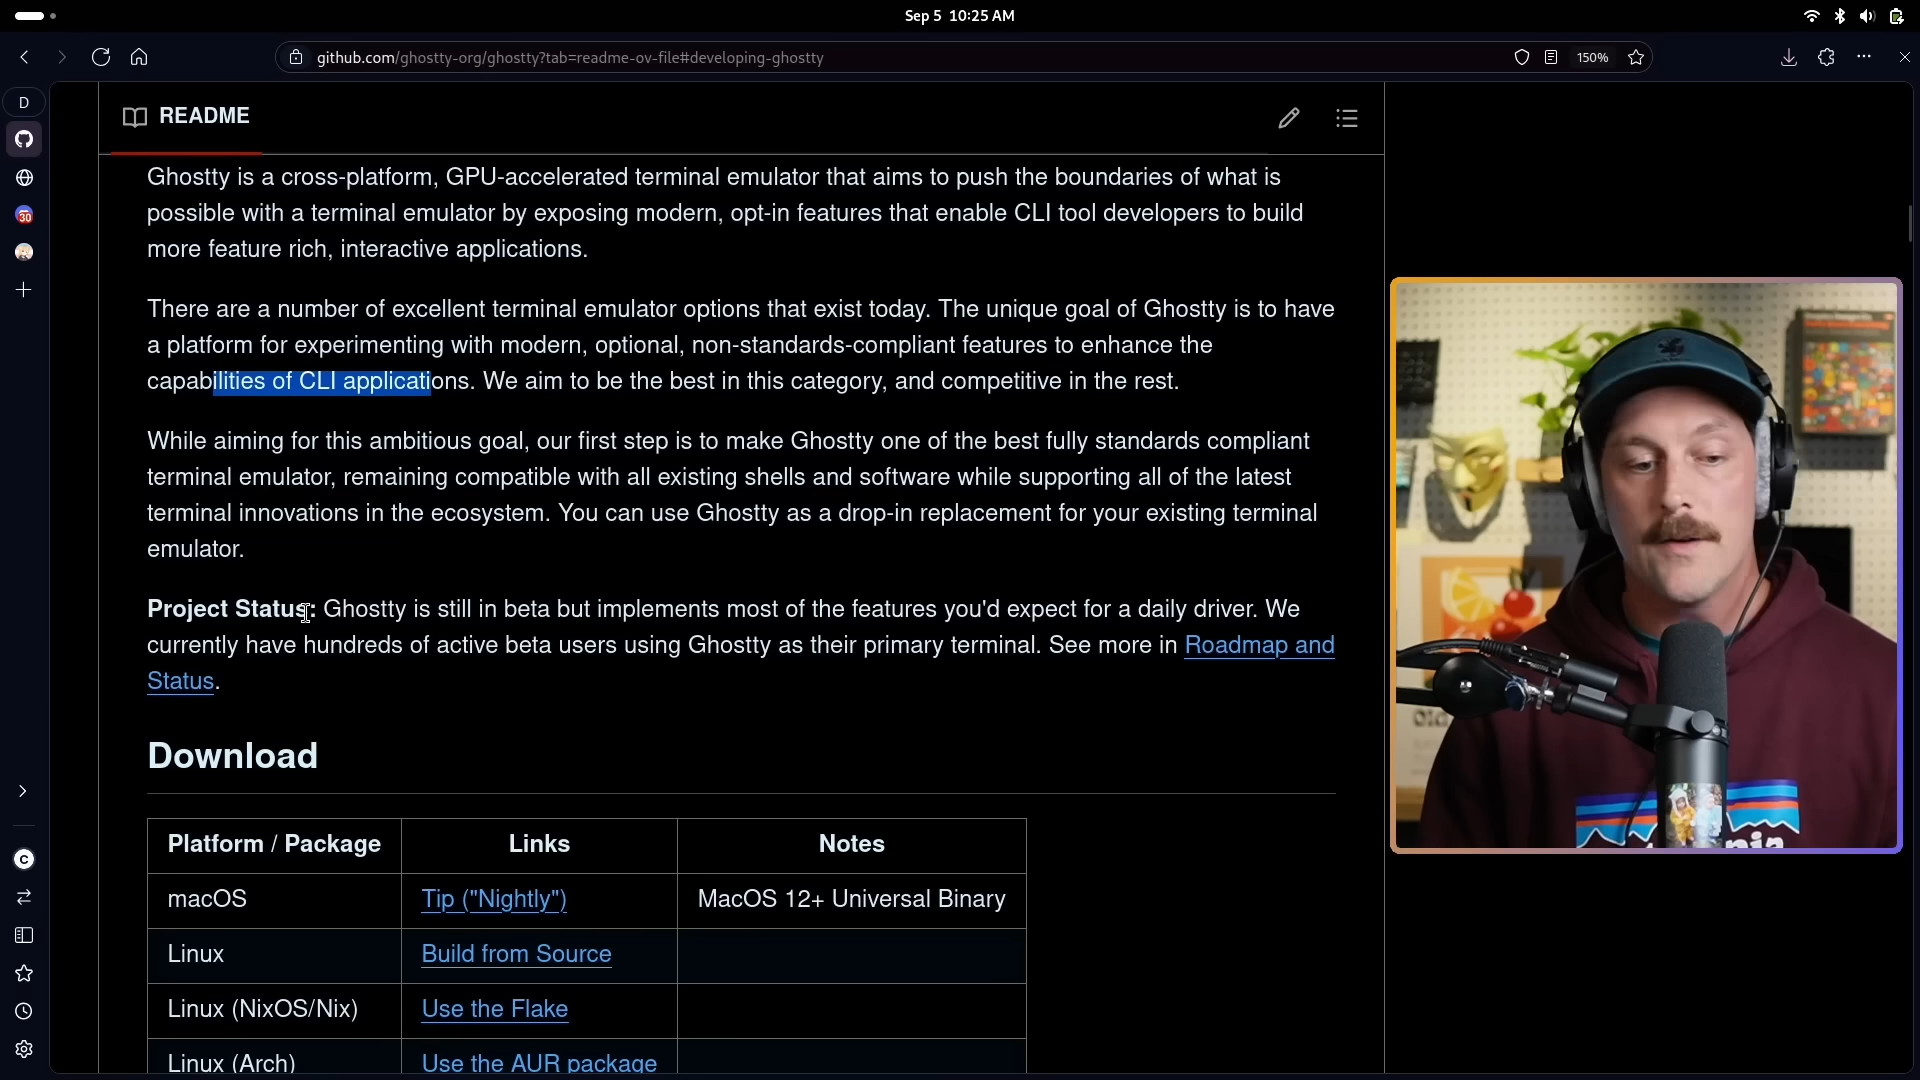 Sep 5 10:25 AM
github.com/ghostty-org/ghostty?tab=readme-ov-file#developing-ghostty
150%
D
30
README
Ghostty is a cross-platform, GPU-accelerated terminal emulator that aims to push the boundaries of what is
possible with a terminal emulator by exposing modern, opt-in features that enable CLI tool developers to build
more feature rich, interactive applications.
There are a number of excellent terminal emulator options that exist today. The unique goal of Ghostty is to have
a platform for experimenting with modern, optional, non-standards-compliant features to enhance the
capabilities of CLI applications. We aim to be the best in this category, and competitive in the rest.
While aiming for this ambitious goal, our first step is to make Ghostty one of the best fully standards compliant
terminal emulator, remaining compatible with all existing shells and software while supporting all of the latest
terminal innovations in the ecosystem. You can use Ghostty as a drop-in replacement for your existing terminal
emulator.
Project Status: Ghostty is still in beta but implements most of the features you'd expect for a daily driver. We
currently have hundreds of active beta users using Ghostty as their primary terminal. See more in Roadmap and
Status.
Download
Platform / Package Links Notes
macOS Tip ("Nightly") MacOS 12+ Universal Binary
Linux Build from Source
Linux (NixOS/Nix) Use the Flake
Linux (Arch) Use the AUR package
C